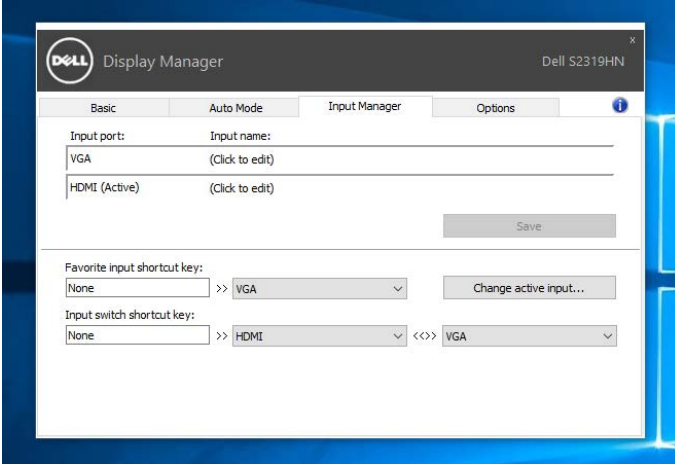 DELL Display Manager Dell S2319HN x
Basic Auto Mode Input Manager Options i
Input port: Input name:
VGA (Click to edit)
HDMI (Active) (Click to edit)
Save
Favorite input shortcut key:
None >> VGA Change active input...
Input switch shortcut key:
None >> HDMI <<>> VGA